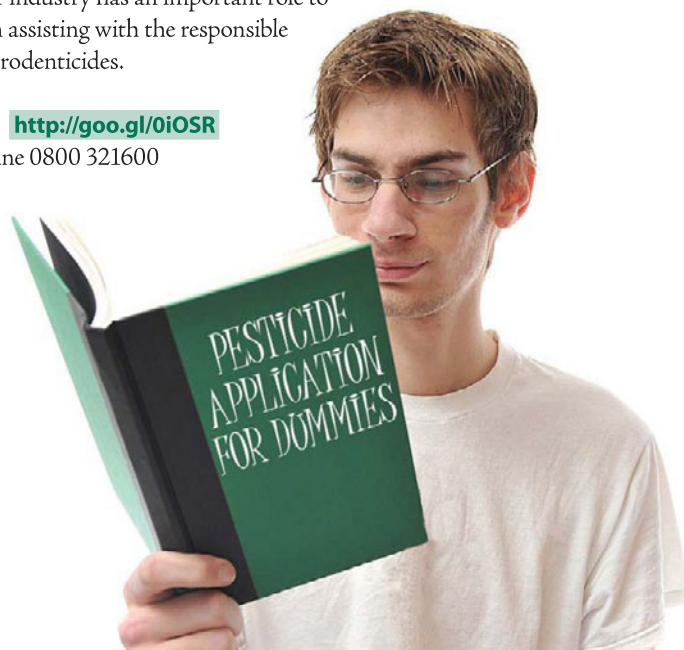 industry has an important role to
assisting with the responsible
rodenticides.
http://goo.gl/0iOSR
0800 321600
PESTICIDE
APPLICATION
FOR DUMMIES